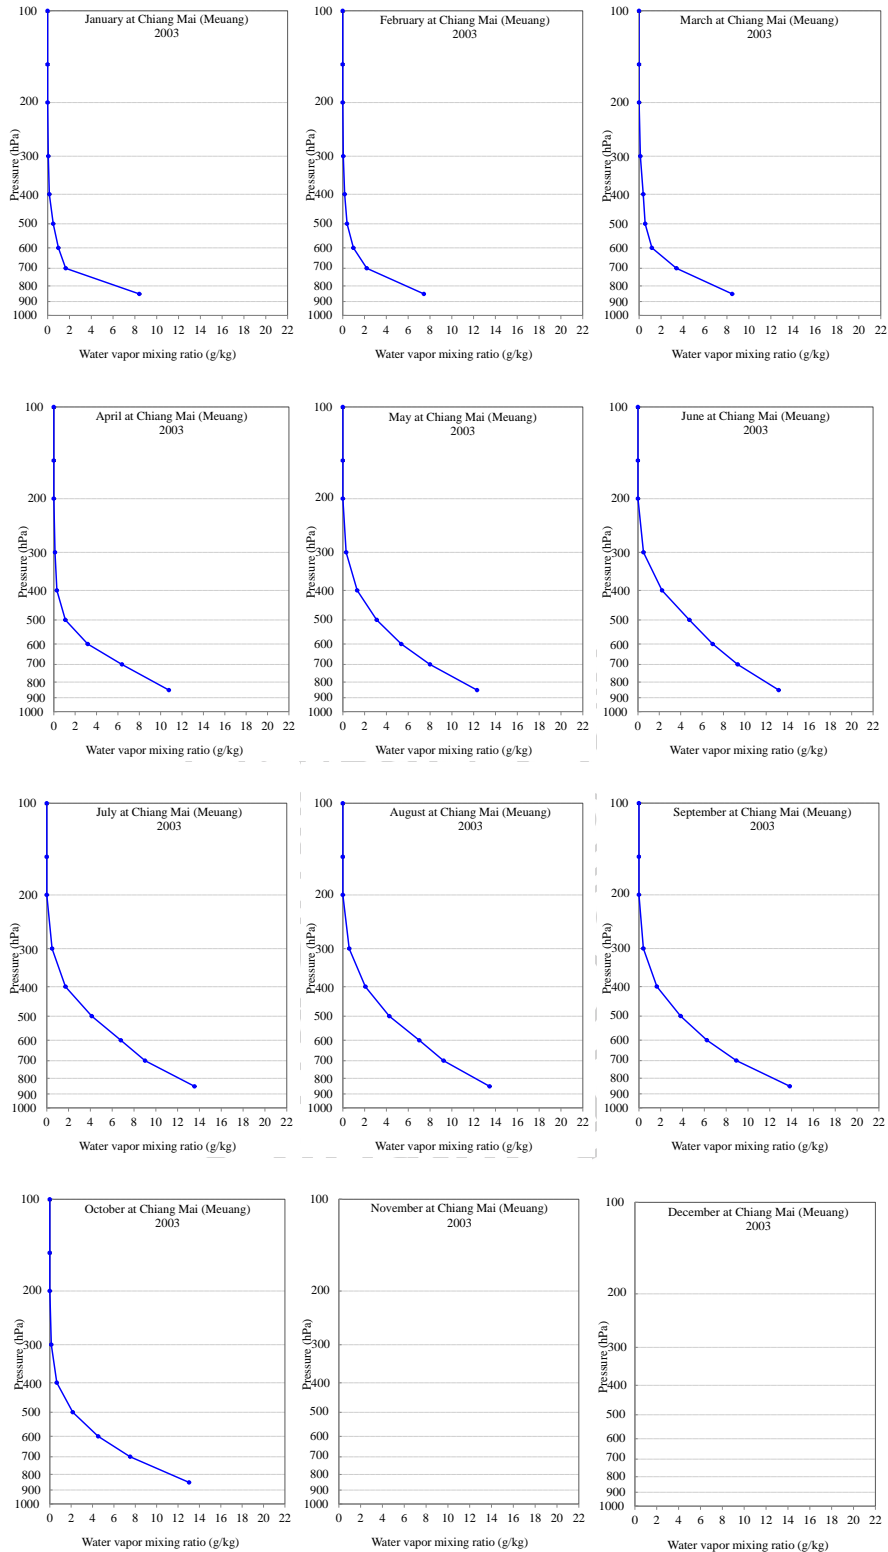 January at Chiang Mai (Meuang)
2003
Pressure (hPa)
100
200
300
400
500
600
700
800
900
1000
0 2 4 6 8 10 12 14 16 18 20 22
Water vapor mixing ratio (g/kg)
February at Chiang Mai (Meuang)
2003
Pressure (hPa)
100
200
300
400
500
600
700
800
900
1000
0 2 4 6 8 10 12 14 16 18 20 22
Water vapor mixing ratio (g/kg)
March at Chiang Mai (Meuang)
2003
Pressure (hPa)
100
200
300
400
500
600
700
800
900
1000
0 2 4 6 8 10 12 14 16 18 20 22
Water vapor mixing ratio (g/kg)
April at Chiang Mai (Meuang)
2003
Pressure (hPa)
100
200
300
400
500
600
700
800
900
1000
0 2 4 6 8 10 12 14 16 18 20 22
Water vapor mixing ratio (g/kg)
May at Chiang Mai (Meuang)
2003
Pressure (hPa)
100
200
300
400
500
600
700
800
900
1000
0 2 4 6 8 10 12 14 16 18 20 22
Water vapor mixing ratio (g/kg)
June at Chiang Mai (Meuang)
2003
Pressure (hPa)
100
200
300
400
500
600
700
800
900
1000
0 2 4 6 8 10 12 14 16 18 20 22
Water vapor mixing ratio (g/kg)
July at Chiang Mai (Meuang)
2003
Pressure (hPa)
100
200
300
400
500
600
700
800
900
1000
0 2 4 6 8 10 12 14 16 18 20 22
Water vapor mixing ratio (g/kg)
August at Chiang Mai (Meuang)
2003
Pressure (hPa)
100
200
300
400
500
600
700
800
900
1000
0 2 4 6 8 10 12 14 16 18 20 22
Water vapor mixing ratio (g/kg)
September at Chiang Mai (Meuang)
2003
Pressure (hPa)
100
200
300
400
500
600
700
800
900
1000
0 2 4 6 8 10 12 14 16 18 20 22
Water vapor mixing ratio (g/kg)
October at Chiang Mai (Meuang)
2003
Pressure (hPa)
100
200
300
400
500
600
700
800
900
1000
0 2 4 6 8 10 12 14 16 18 20 22
Water vapor mixing ratio (g/kg)
November at Chiang Mai (Meuang)
2003
Pressure (hPa)
100
200
300
400
500
600
700
800
900
1000
0 2 4 6 8 10 12 14 16 18 20 22
Water vapor mixing ratio (g/kg)
December at Chiang Mai (Meuang)
2003
Pressure (hPa)
100
200
300
400
500
600
700
800
900
1000
0 2 4 6 8 10 12 14 16 18 20 22
Water vapor mixing ratio (g/kg)